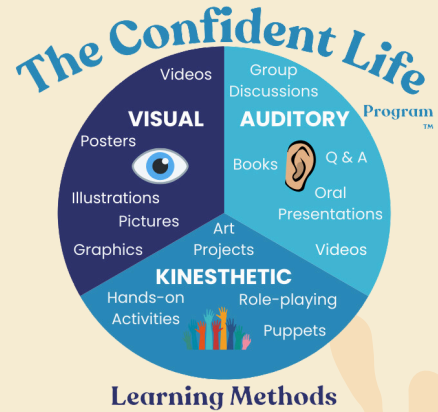 The Confident Life
Program
TM
VISUAL
Videos
Posters
Illustrations
Pictures
Graphics
AUDITORY
Group
Discussions
Books
Q & A
Oral
Presentations
Videos
KINESTHETIC
Art
Projects
Hands-on
Activities
Role-playing
Puppets
Learning Methods